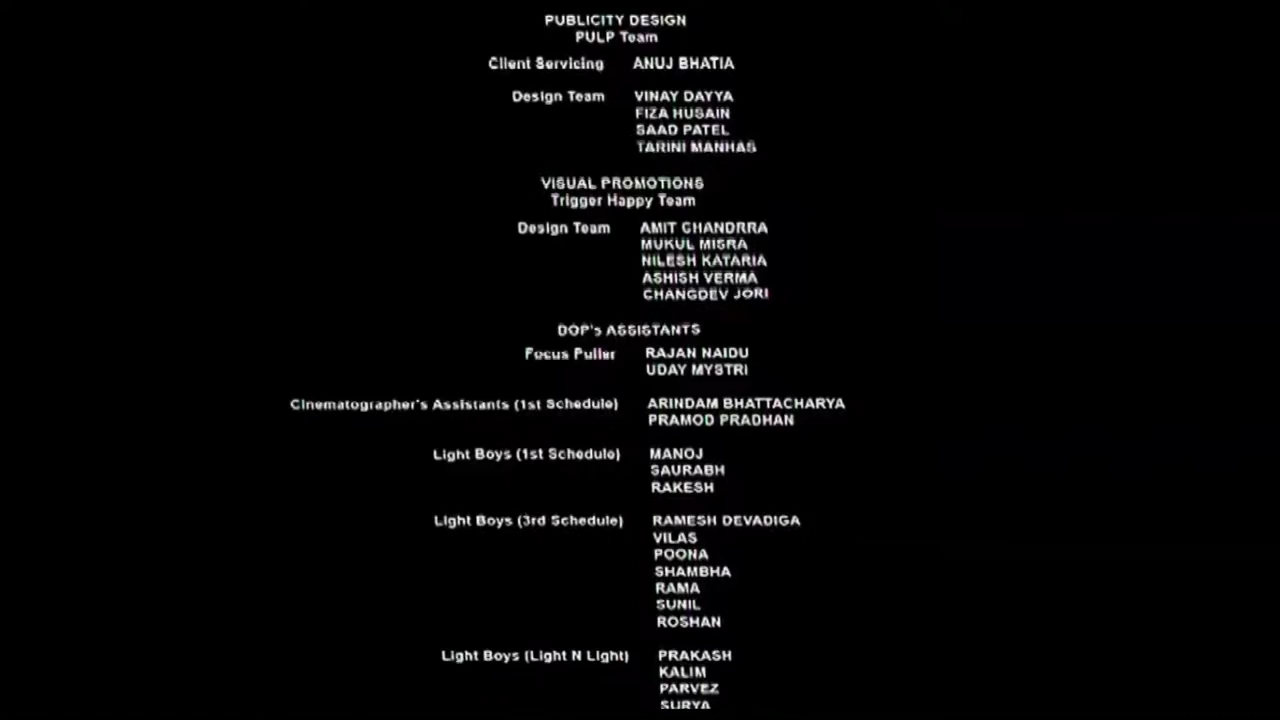 PUBLICITY DESIGN
PULP Team
Client Servicing ANUJ BHATIA
Design Team VINAY DAYYA
FIZA HUSAIN
SAAD PATEL
TARINI MANHAS
VISUAL PROMOTIONS
Trigger Happy Team
Design Team AMIT CHANDRRA
MUKUL MISRA
NILESH KATARIA
ASHISH VERMA
CHANGDEV JORI
DOP's ASSISTANTS
Focus Puller RAJAN NAIDU
UDAY MYSTRI
Cinematographer's Assistants (1st Schedule) ARINDAM BHATTACHARYA
PRAMOD PRADHAN
Light Boys (1st Schedule) MANOJ
SAURABH
RAKESH
Light Boys (3rd Schedule) RAMESH DEVADIGA
VILAS
POONA
SHAMBHA
RAMA
SUNIL
ROSHAN
Light Boys (Light N Light) PRAKASH
KALIM
PARVEZ
SURYA